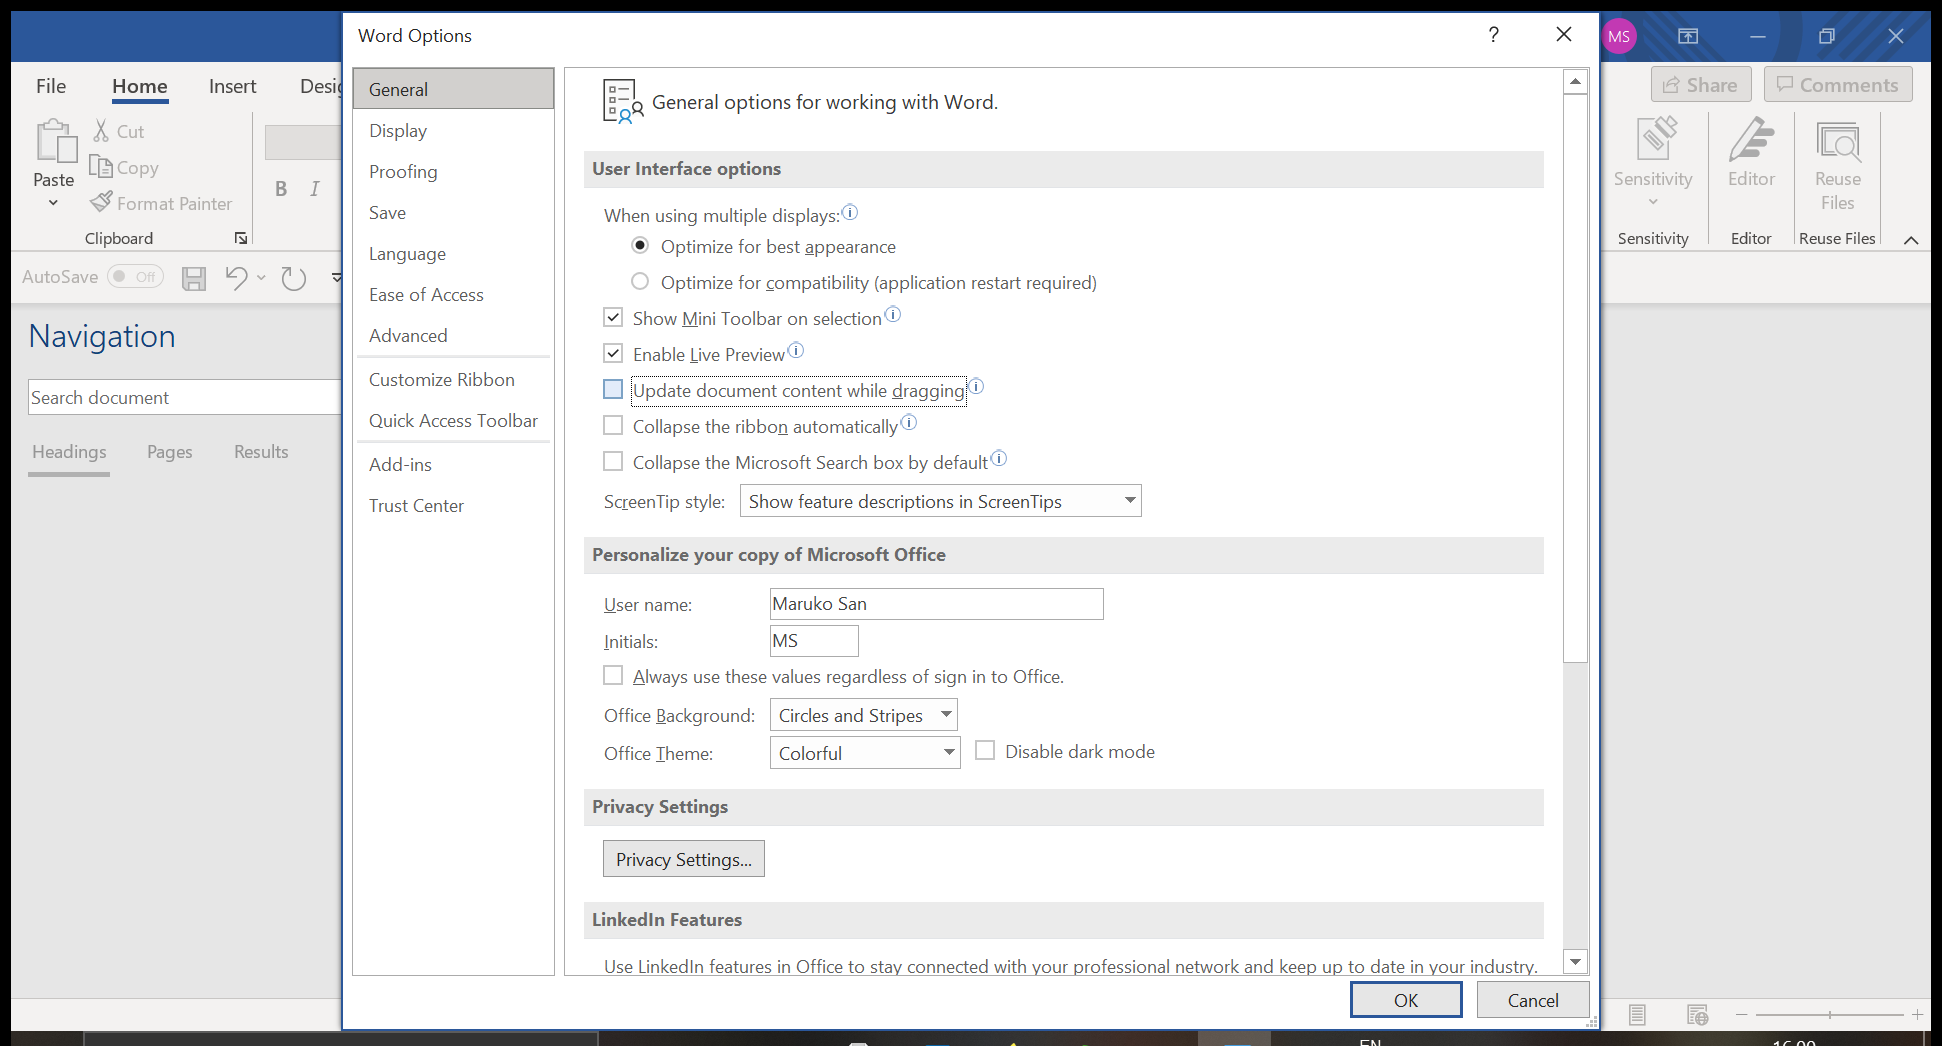 Word Options
?
MS
File
Home
Insert
Share
Comments
Cut
Copy
Paste
B I
Format Painter
Clipboard
Sensitivity
Editor
Reuse
Files
Sensitivity
Editor
Reuse Files
AutoSave
Off
Navigation
Search document
Headings
Pages
Results
General
Display
Proofing
Save
Language
Ease of Access
Advanced
Customize Ribbon
Quick Access Toolbar
Add-ins
Trust Center
General options for working with Word.
User Interface options
When using multiple displays:
Optimize for best appearance
Optimize for compatibility (application restart required)
Show Mini Toolbar on selection
Enable Live Preview
Update document content while dragging
Collapse the ribbon automatically
Collapse the Microsoft Search box by default
ScreenTip style: Show feature descriptions in ScreenTips
Personalize your copy of Microsoft Office
User name: Maruko San
Initials: MS
Always use these values regardless of sign in to Office.
Office Background: Circles and Stripes
Office Theme: Colorful
Disable dark mode
Privacy Settings
Privacy Settings...
LinkedIn Features
Use LinkedIn features in Office to stay connected with your professional network and keep up to date in your industry.
OK
Cancel